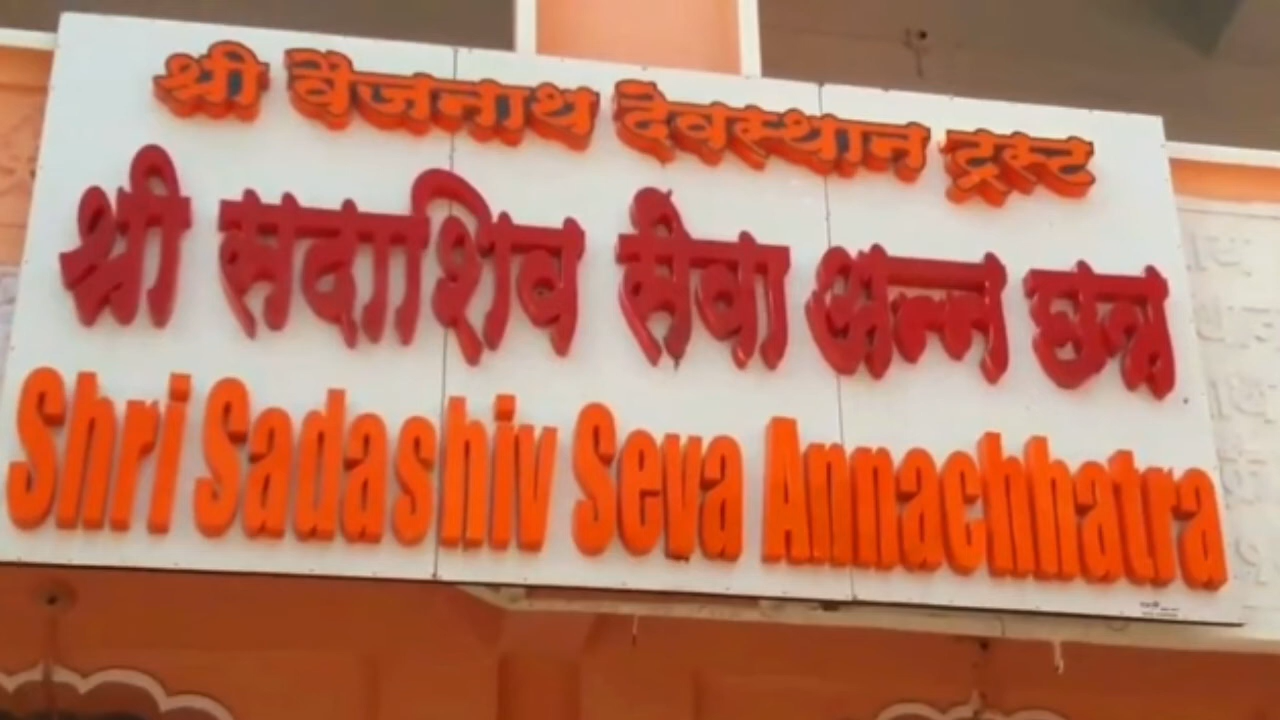 श्री वैजनाथ देवस्थान ट्रस्ट
श्री सदाशिव सेवा अन्न छत्र
Shri Sadashiv Seva Annachhatra